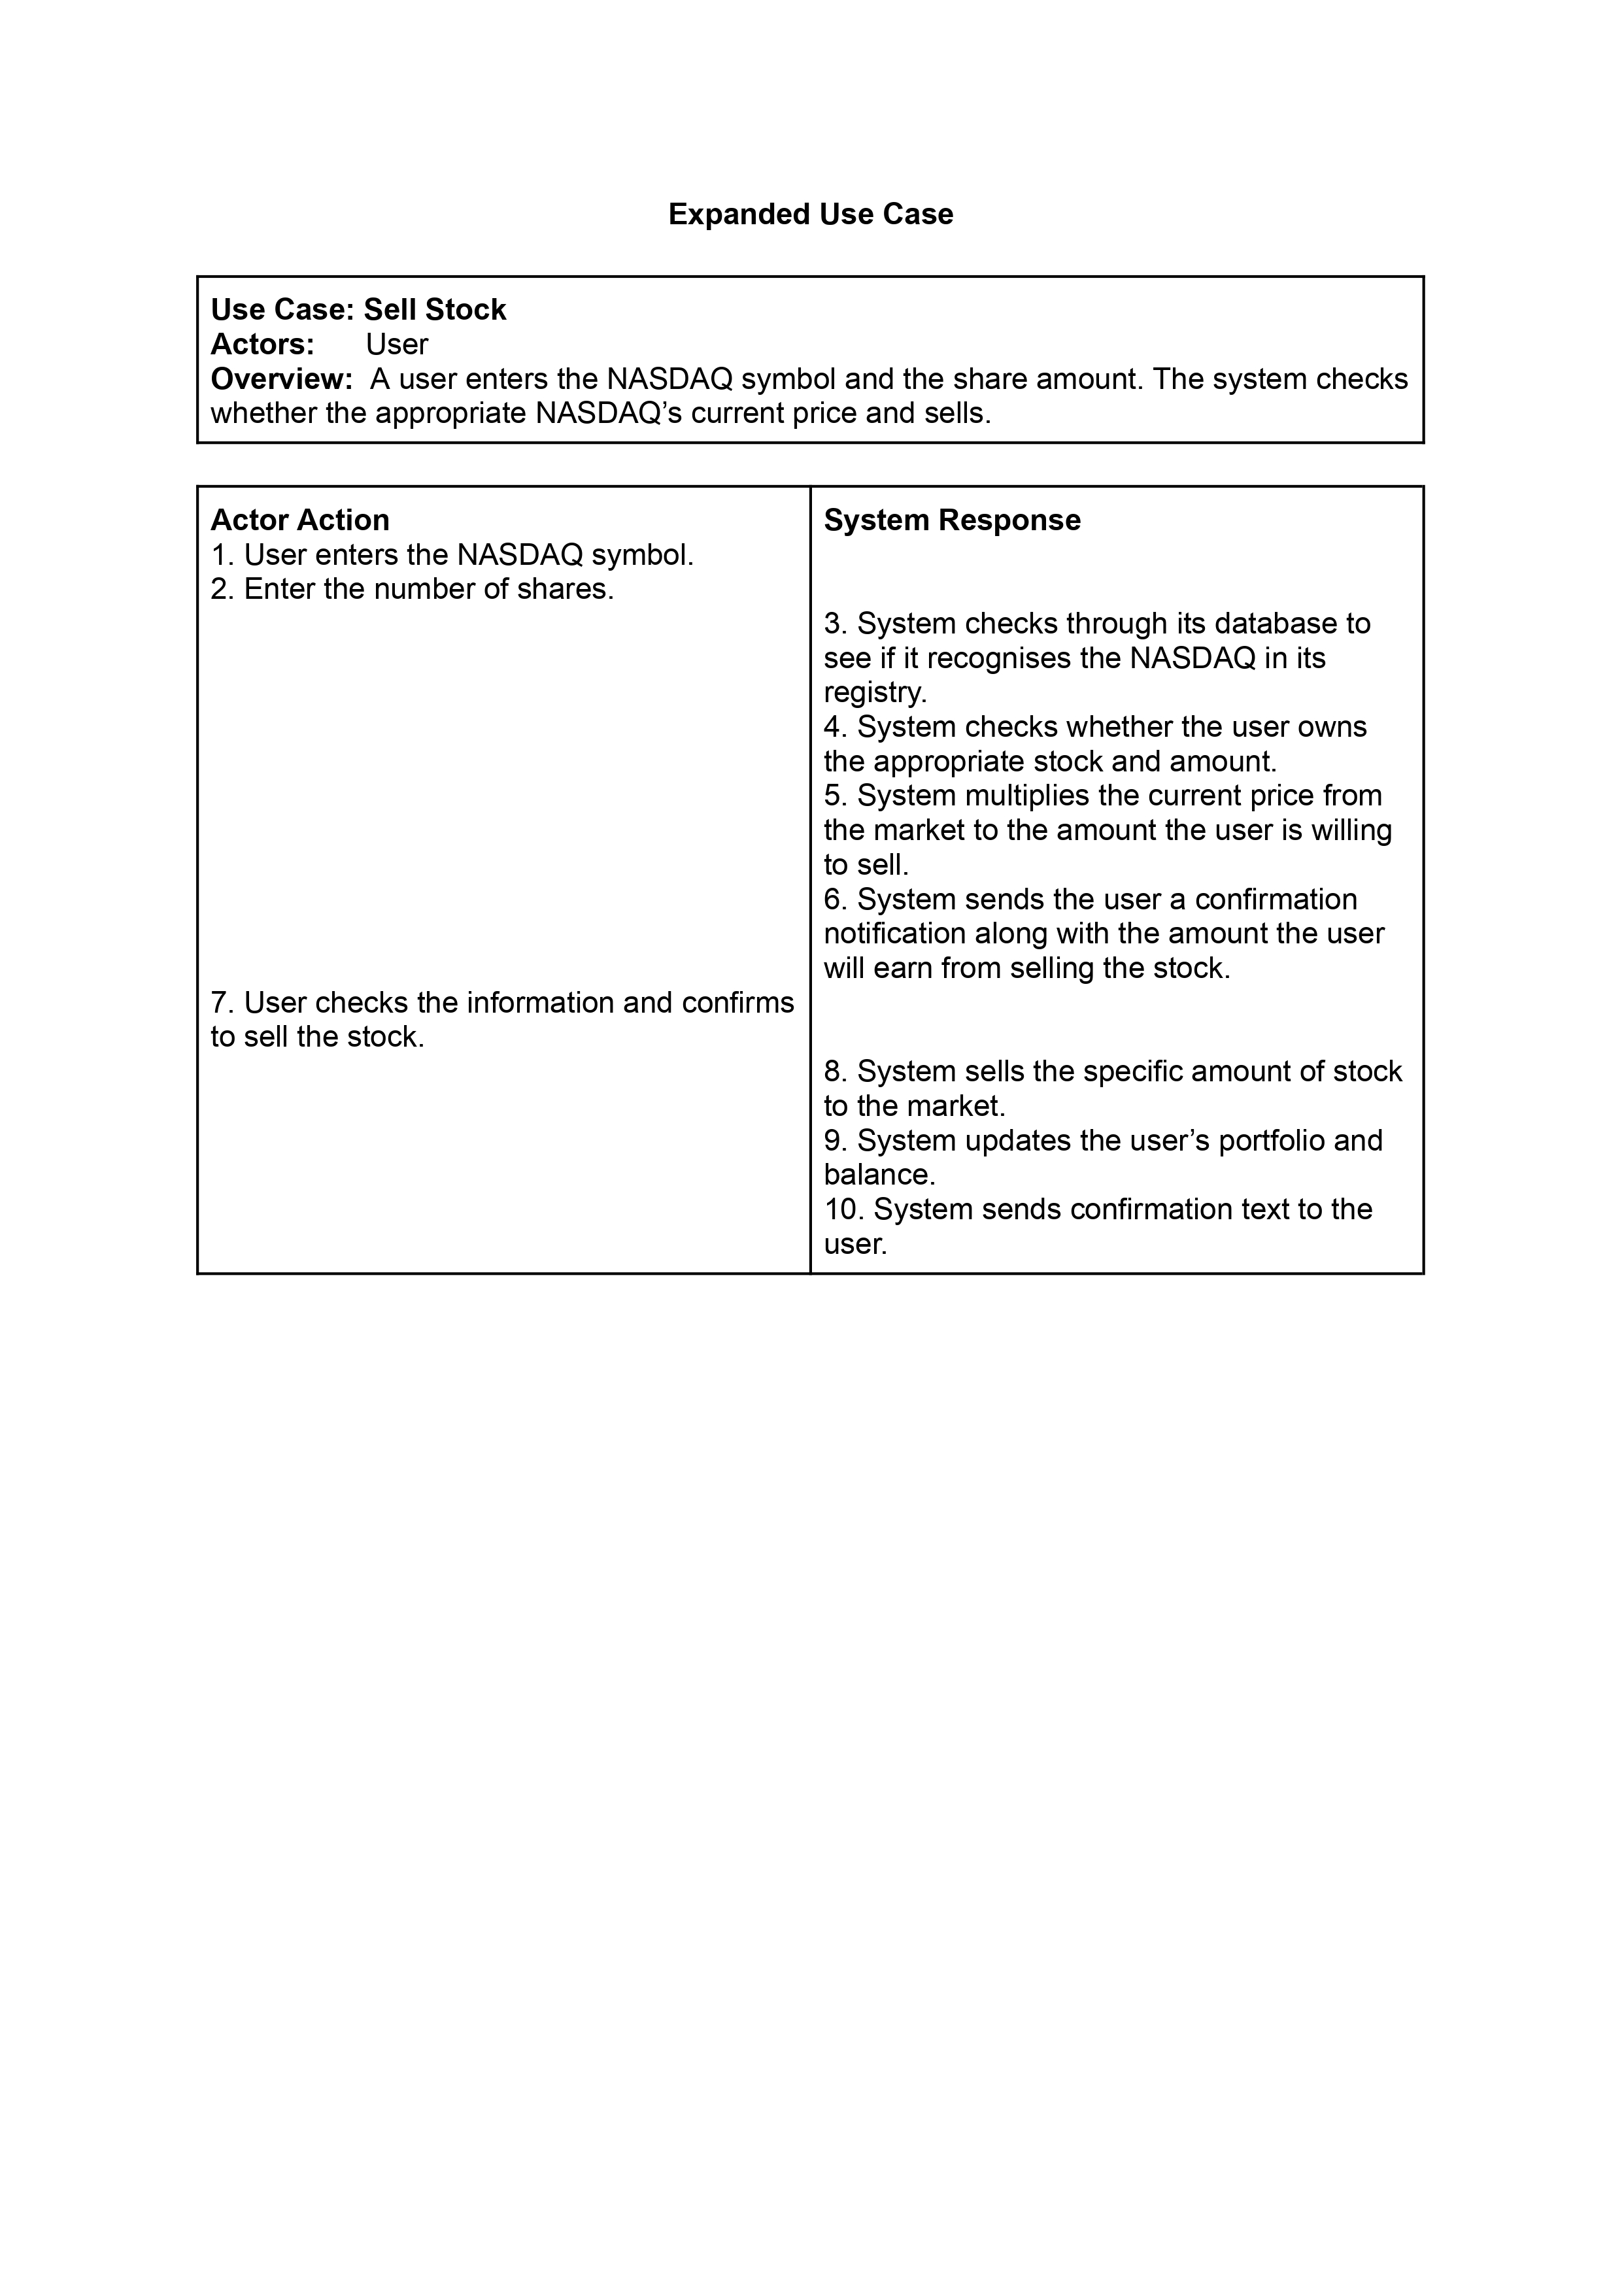 Expanded Use Case
Use Case: Sell Stock
Actors: User
Overview: A user enters the NASDAQ symbol and the share amount. The system checks
whether the appropriate NASDAQ’s current price and sells.
Actor Action
1. User enters the NASDAQ symbol.
2. Enter the number of shares.
7. User checks the information and confirms
to sell the stock.
System Response
3. System checks through its database to
see if it recognises the NASDAQ in its
registry.
4. System checks whether the user owns
the appropriate stock and amount.
5. System multiplies the current price from
the market to the amount the user is willing
to sell.
6. System sends the user a confirmation
notification along with the amount the user
will earn from selling the stock.
8. System sells the specific amount of stock
to the market.
9. System updates the user’s portfolio and
balance.
10. System sends confirmation text to the
user.